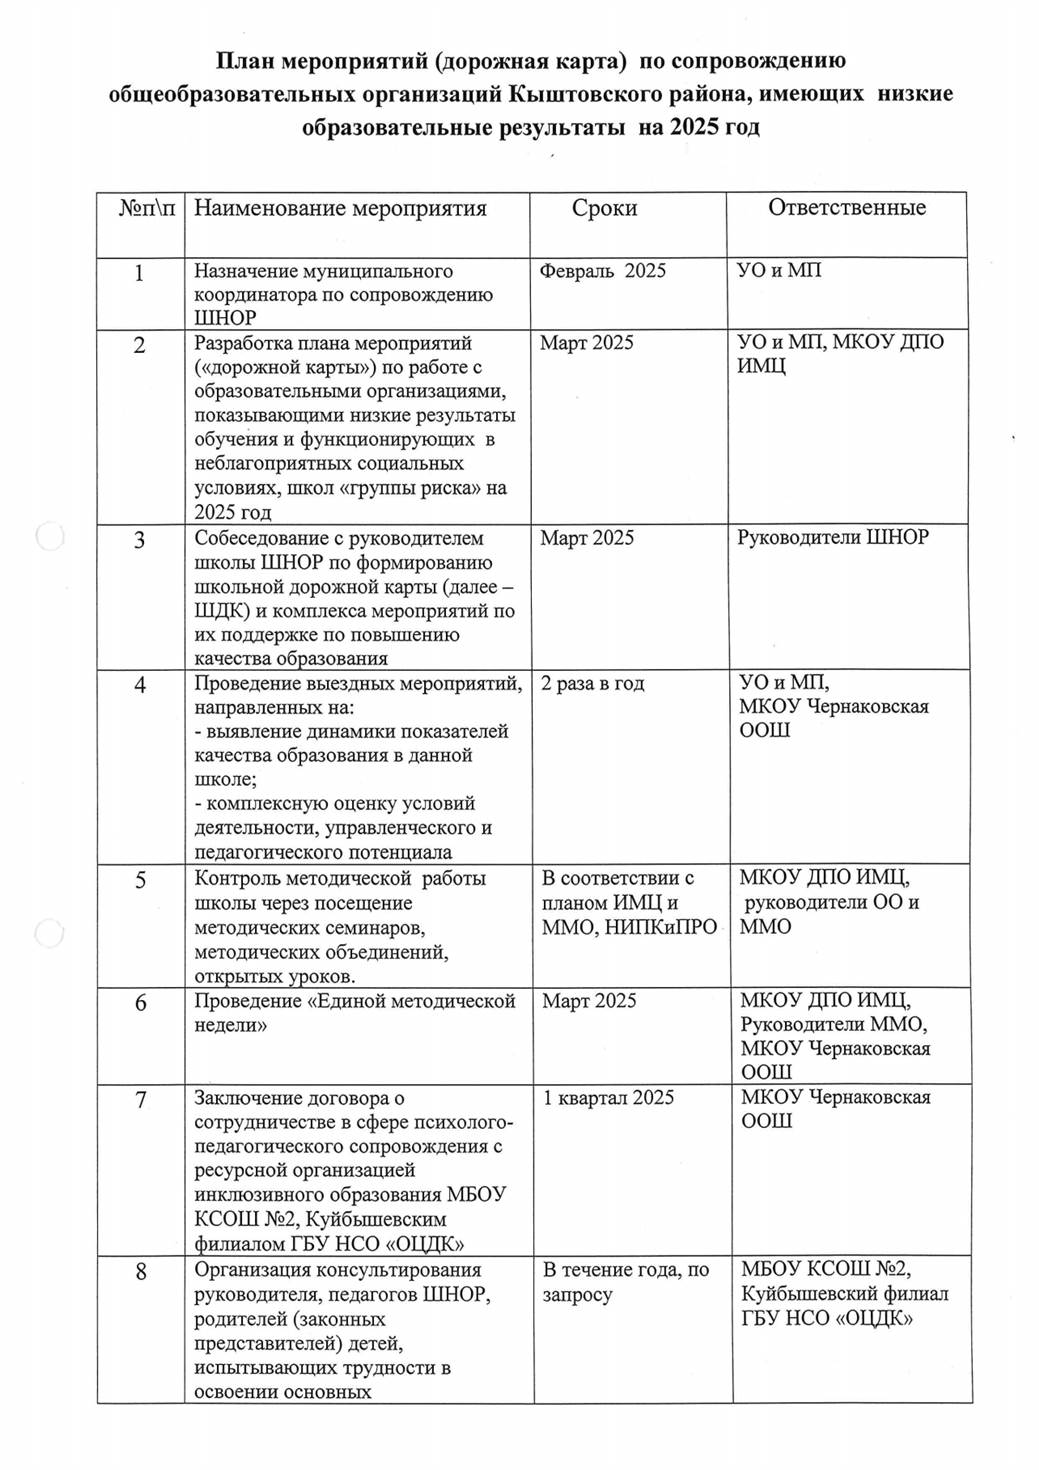 План мероприятий (дорожная карта)  по сопровождению
общеобразовательных организаций Кыштовского района, имеющих  низкие
образовательные результаты  на 2025 год
№п\п
Наименование мероприятия
Сроки
Ответственные
1
Назначение муниципального
координатора по сопровождению
ШНОР
Февраль  2025
УО и МП
2
Разработка плана мероприятий
(«дорожной карты») по работе с
образовательными организациями,
показывающими низкие результаты
обучения и функционирующих  в
неблагоприятных социальных
условиях, школ «группы риска» на
2025 год
Март 2025
УО и МП, МКОУ ДПО
ИМЦ
3
Собеседование с руководителем
школы ШНОР по формированию
школьной дорожной карты (далее –
ШДК) и комплекса мероприятий по
их поддержке по повышению
качества образования
Март 2025
Руководители ШНОР
4
Проведение выездных мероприятий,
направленных на:
- выявление динамики показателей
качества образования в данной
школе;
- комплексную оценку условий
деятельности, управленческого и
педагогического потенциала
2 раза в год
УО и МП,
МКОУ Чернаковская
ООШ
5
Контроль методической  работы
школы через посещение
методических семинаров,
методических объединений,
открытых уроков.
В соответствии с
планом ИМЦ и
ММО, НИПКиПРО
МКОУ ДПО ИМЦ,
руководители ОО и
ММО
6
Проведение «Единой методической
недели»
Март 2025
МКОУ ДПО ИМЦ,
Руководители ММО,
МКОУ Чернаковская
ООШ
7
Заключение договора о
сотрудничестве в сфере психолого-
педагогического сопровождения с
ресурсной организацией
инклюзивного образования МБОУ
КСОШ №2, Куйбышевским
филиалом ГБУ НСО «ОЦДК»
1 квартал 2025
МКОУ Чернаковская
ООШ
8
Организация консультирования
руководителя, педагогов ШНОР,
родителей (законных
представителей) детей,
испытывающих трудности в
освоении основных
В течение года, по
запросу
МБОУ КСОШ №2,
Куйбышевский филиал
ГБУ НСО «ОЦДК»